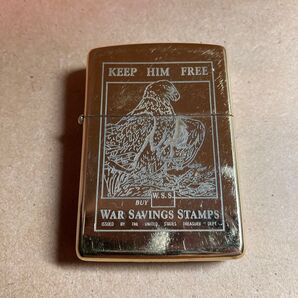 KEEP HIM FREE
W.S.S.
BUY
WAR SAVINGS STAMPS
ISSUED BY THE UNITED STATES TREASURY DEPT.